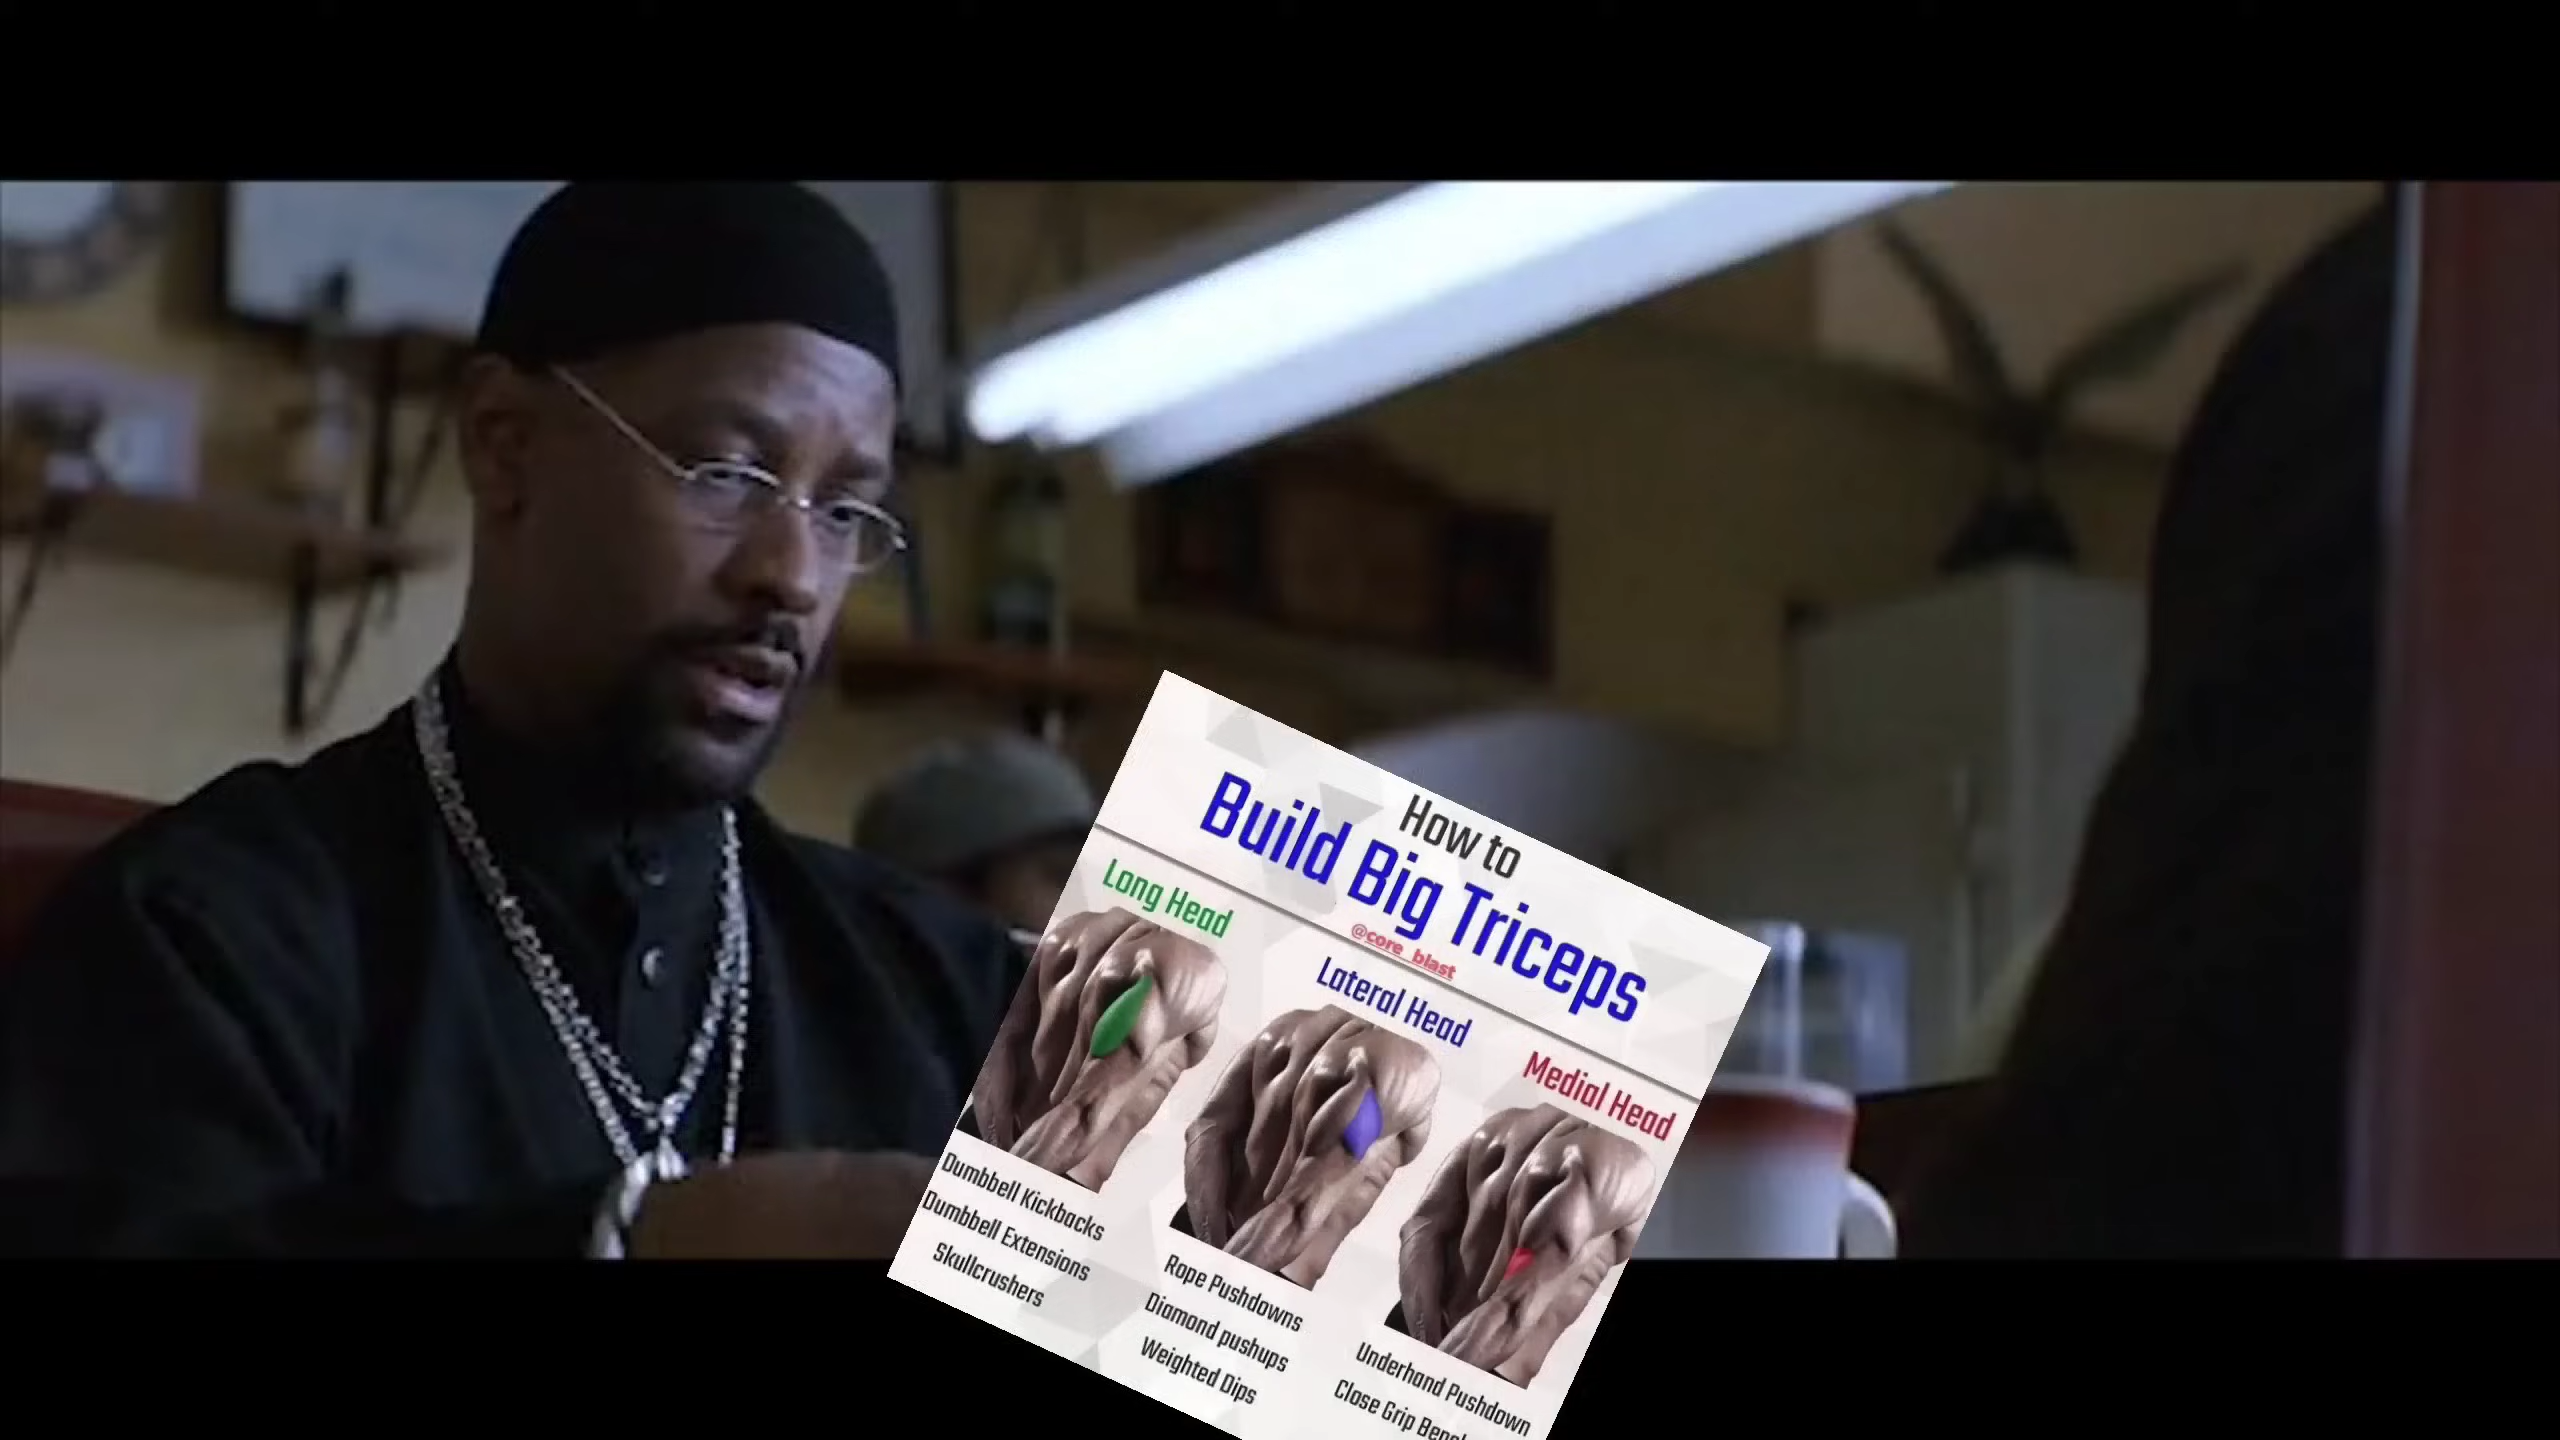 How to
Build Big Triceps
@core_blast
Long Head
Dumbbell Kickbacks
Dumbbell Extensions
Skullcrushers
Lateral Head
Rope Pushdowns
Diamond pushups
Weighted Dips
Medial Head
Underhand Pushdown
Close Grip